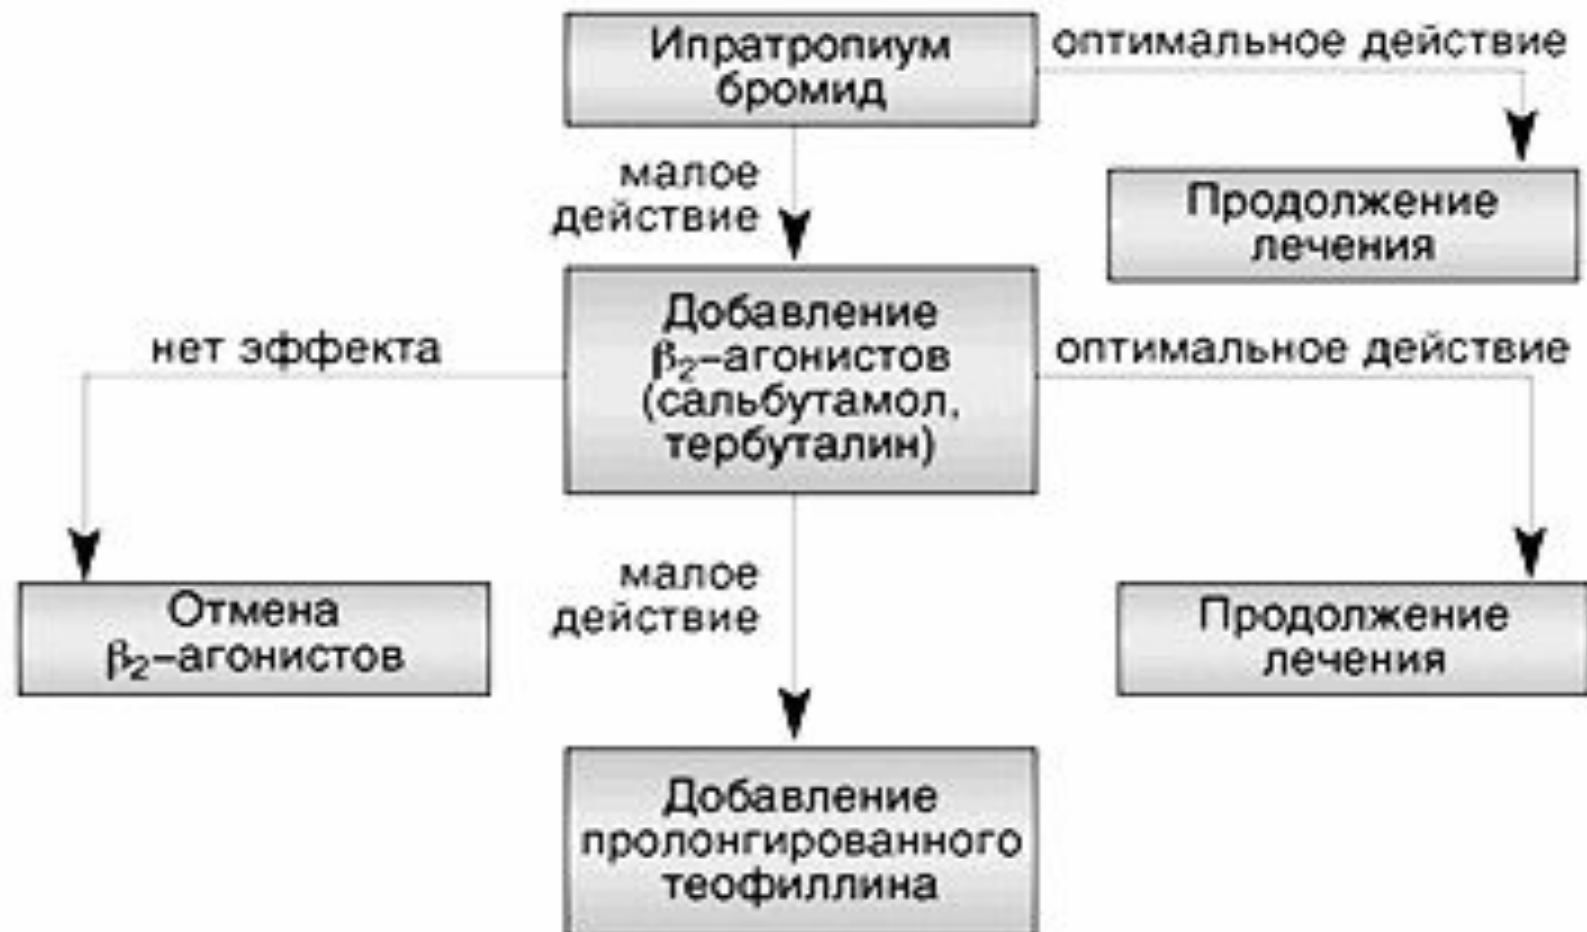 Ипратропиум
бромид
оптимальное действие
малое
действие
Продолжение
лечения
Добавление
β₂–агонистов
(сальбутамол,
тербуталин)
нет эффекта
оптимальное действие
Отмена
β₂–агонистов
малое
действие
Продолжение
лечения
Добавление
пролонгированного
теофиллина